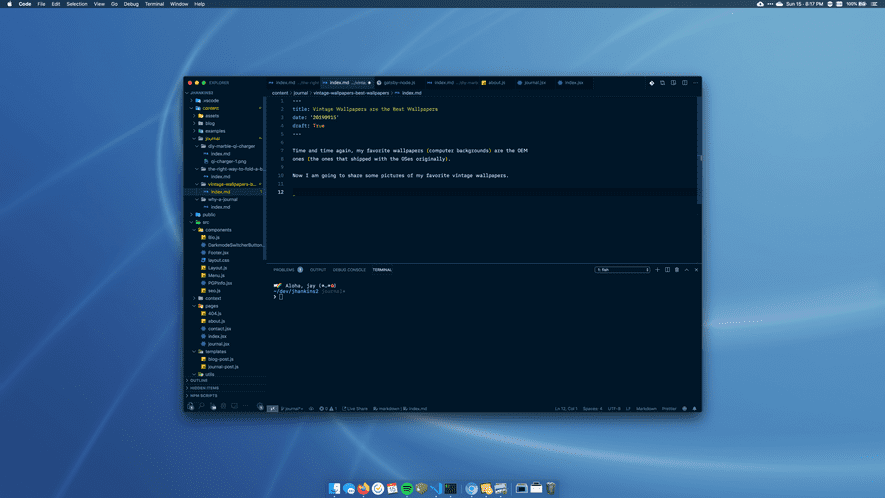 Code File Edit Selection View Go Debug Terminal Window Help
Sun 15 - 8:17 PM
100%
EXPLORER
JHANKINS2
.vscode
content
assets
blog
examples
journal
diy-marble-qi-charger
index.md
qi-charger-1.png
the-right-way-to-fold-a-b...
index.md
vintage-wallpapers-b...
index.md 1
why-a-journal
index.md
public
src
components
Bio.js
DarkmodeSwitcherButton...
Footer.jsx
layout.css
Layout.js
Menu.js
PGPInfo.jsx
seo.js
context
pages
404.js
about.js
contact.jsx
index.jsx
journal.jsx
templates
blog-post.js
journal-post.js
utils
OUTLINE
HIDDEN ITEMS
NPM SCRIPTS
index.md .../the-right
index.md
gatsby-node.js
index.md
about.js
journal.jsx
index.jsx
content › journal › vintage-wallpapers-best-wallpapers › index.md
1 ---
2 title: Vintage Wallpapers are the Best Wallpapers
3 date: '20190915'
4 draft: True
5 ---
6
7 Time and time again, my favorite wallpapers (computer backgrounds) are the OEM
8 ones (the ones that shipped with the OSes originally).
9
10 Now I am going to share some pictures of my favorite vintage wallpapers.
11
12
PROBLEMS 1 OUTPUT DEBUG CONSOLE TERMINAL
1: fish
Aloha, jay
~/dev/jhankins2 journal*
journal*+
0 1
Live Share
markdown | index.md
Ln 12, Col 1 Spaces: 4 UTF-8 LF Markdown Prettier